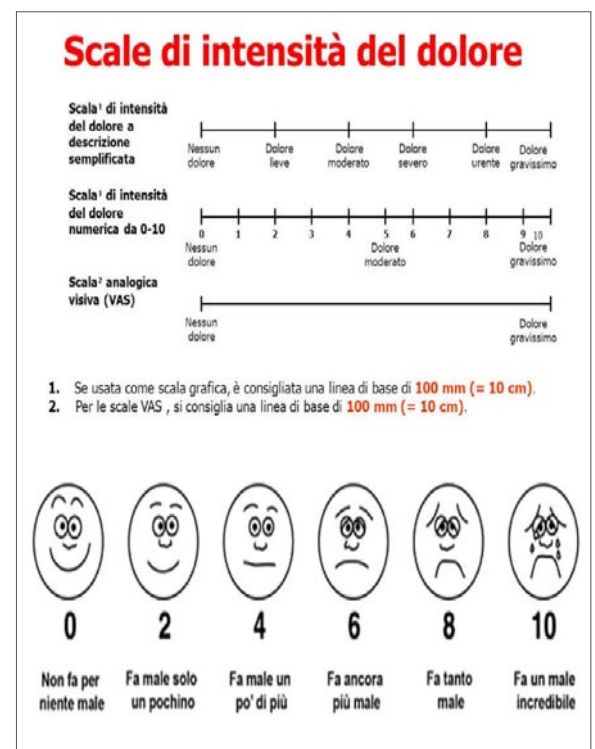 Scale di intensità del dolore
Scala¹ di intensità
del dolore a
descrizione
semplificata
Nessun dolore
Dolore lieve
Dolore moderato
Dolore severo
Dolore urente
Dolore gravissimo
Scala¹ di intensità
del dolore
numerica da 0-10
0 1 2 3 4 5 6 7 8 9 10
Nessun dolore
Dolore moderato
Dolore gravissimo
Scala² analogica
visiva (VAS)
Nessun dolore
Dolore gravissimo
1. Se usata come scala grafica, è consigliata una linea di base di 100 mm (= 10 cm).
2. Per le scale VAS , si consiglia una linea di base di 100 mm (= 10 cm).
0 2 4 6 8 10
Non fa per niente male
Fa male solo un pochino
Fa male un po' di più
Fa ancora più male
Fa tanto male
Fa un male incredibile